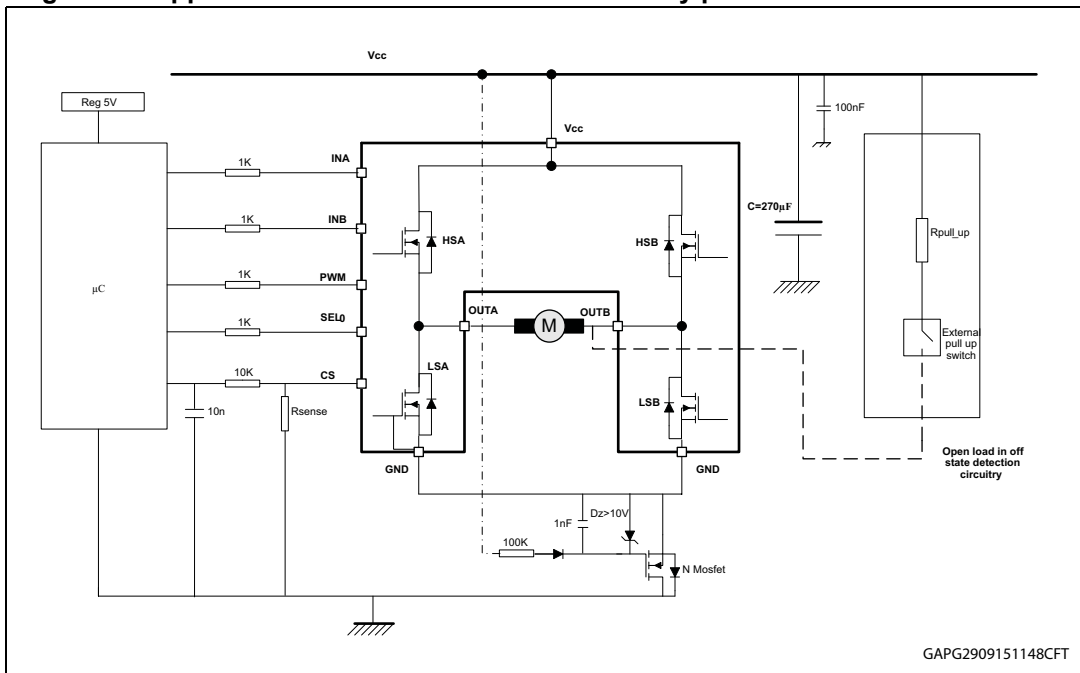 Vcc
Reg 5V
100nF
Vcc
1K
INA
C=270µF
1K
INB
HSA
HSB
Rpull_up
µC
1K
PWM
OUTA
M
OUTB
1K
SEL0
External
pull up
switch
10K
CS
LSA
LSB
10n
Rsense
GND
GND
Open load in off
state detection
circuitry
1nF
Dz>10V
100K
N Mosfet
GAPG2909151148CFT